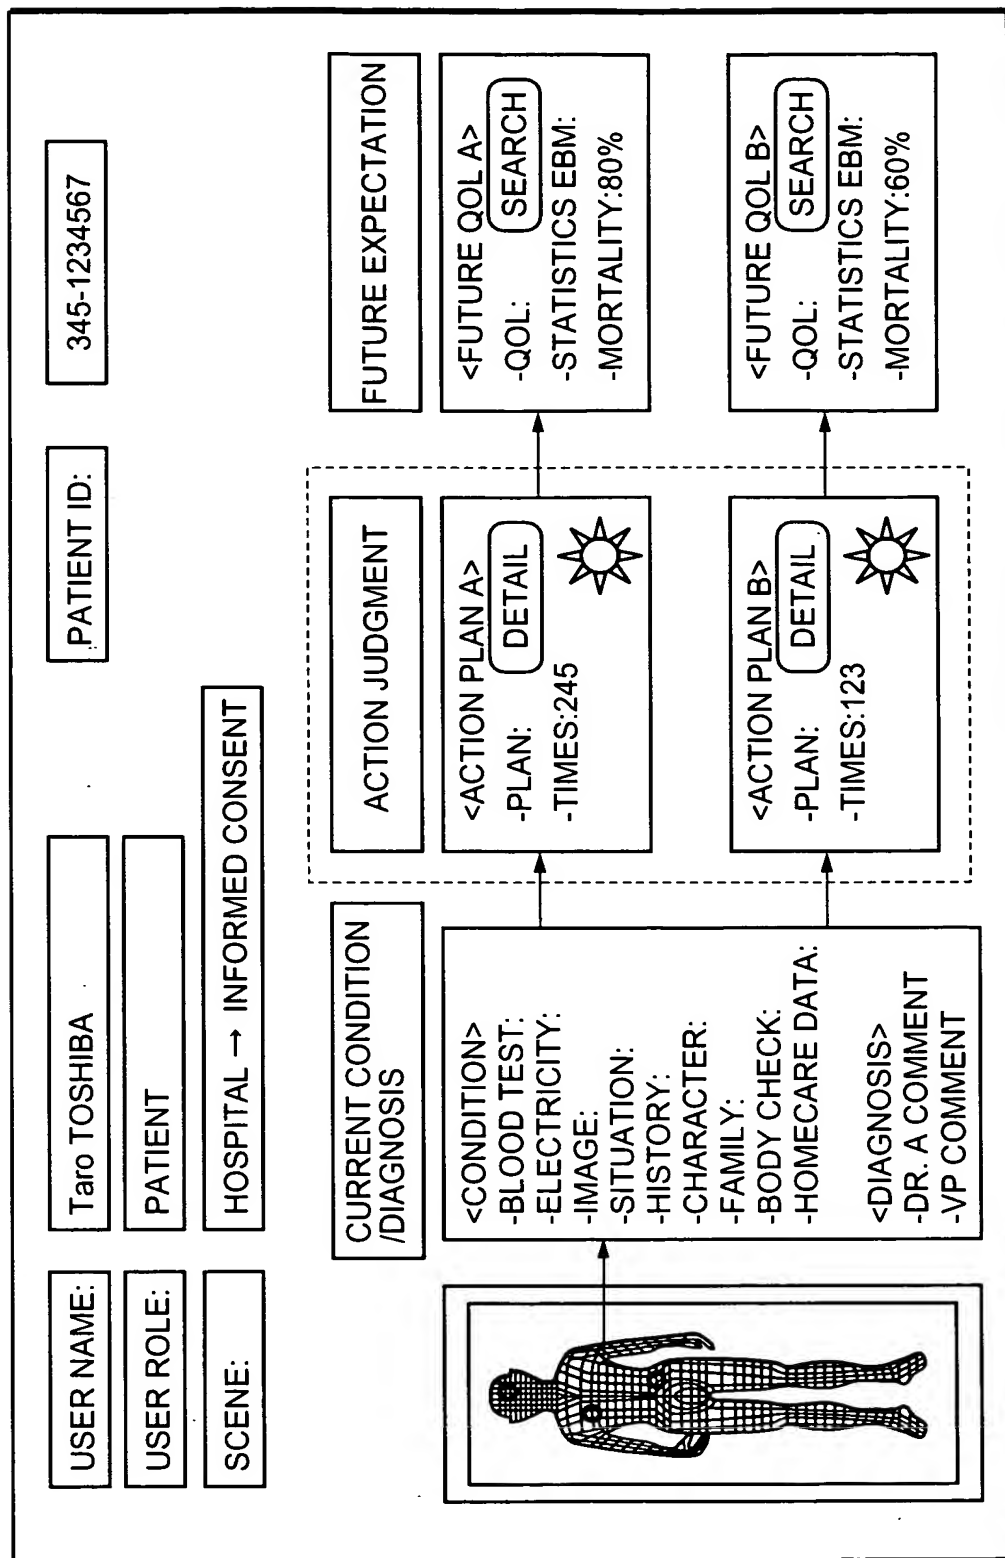 USER NAME:
Taro TOSHIBA
PATIENT ID:
345-1234567
USER ROLE:
PATIENT
SCENE:
HOSPITAL → INFORMED CONSENT
CURRENT CONDITION
/DIAGNOSIS
<CONDITION>
-BLOOD TEST:
-ELECTRICITY:
-IMAGE:
-SITUATION:
-HISTORY:
-CHARACTER:
-FAMILY:
-BODY CHECK:
-HOMECARE DATA:
<DIAGNOSIS>
-DR. A COMMENT
-VP COMMENT
ACTION JUDGMENT
<ACTION PLAN A>
-PLAN: DETAIL
-TIMES:245
<ACTION PLAN B>
-PLAN: DETAIL
-TIMES:123
FUTURE EXPECTATION
<FUTURE QOL A>
-QOL: SEARCH
-STATISTICS EBM:
-MORTALITY:80%
<FUTURE QOL B>
-QOL: SEARCH
-STATISTICS EBM:
-MORTALITY:60%